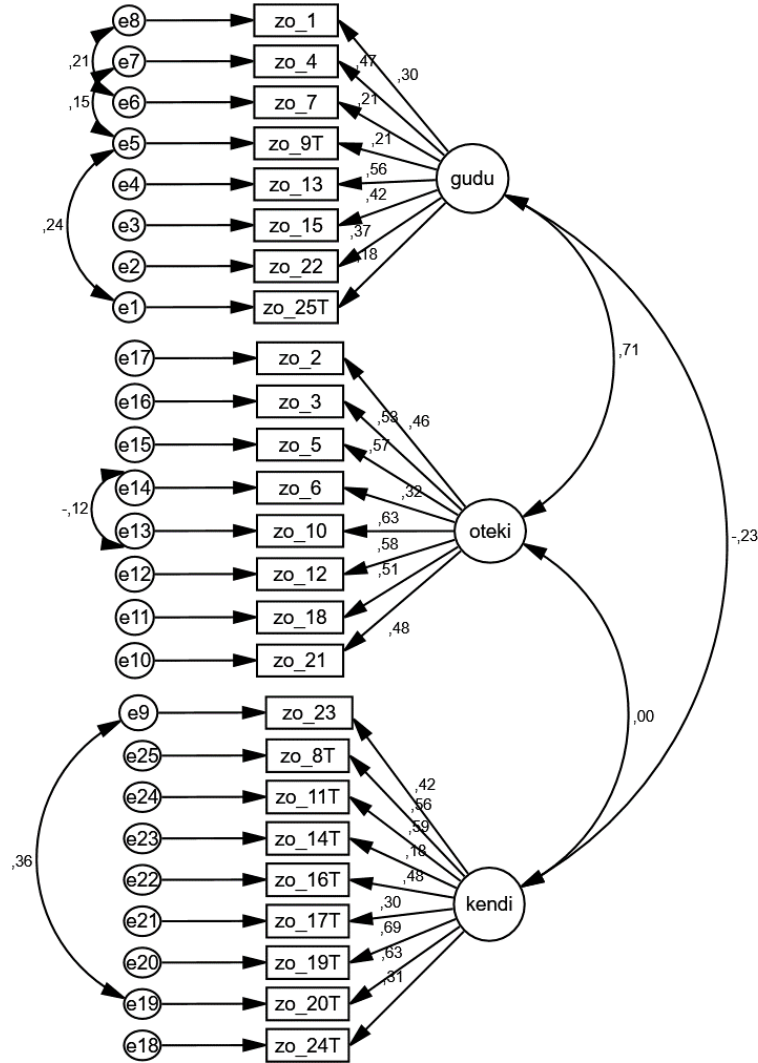 e8 zo_1
,47
,30
,21
e7 zo_4
,15
e6 zo_7
,21
e5 zo_9T
,21
e4 zo_13
,56
gudu
e3 zo_15
,42
,24
e2 zo_22
,37
,18
e1 zo_25T
e17 zo_2
,71
e16 zo_3
,53
,46
e15 zo_5
,57
e14 zo_6
,32
-,12
e13 zo_10
,63
oteki
-,23
e12 zo_12
,58
e11 zo_18
,51
e10 zo_21
,48
e9 zo_23
,00
e25 zo_8T
,42
e24 zo_11T
,56
e23 zo_14T
,59
,36
,18
e22 zo_16T
,48
e21 zo_17T
,30
kendi
e20 zo_19T
,69
e19 zo_20T
,63
,31
e18 zo_24T